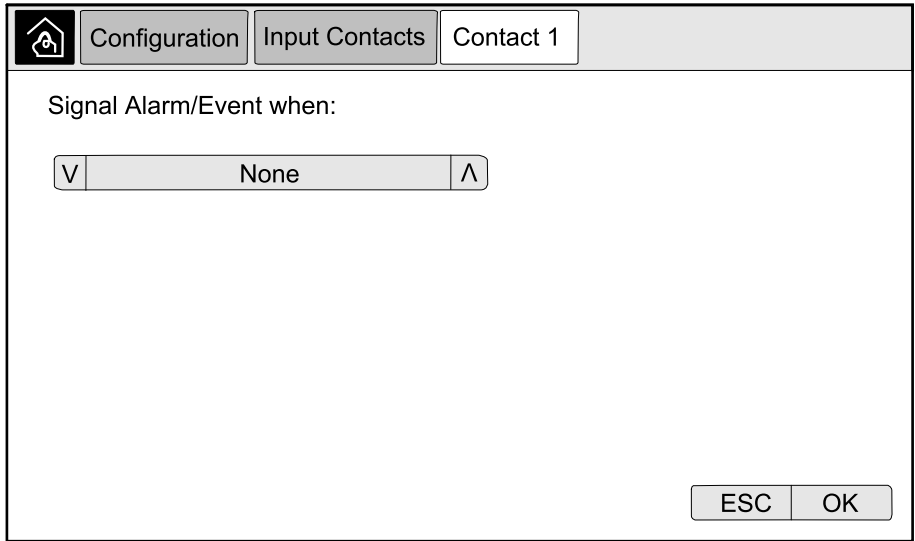 Configuration Input Contacts Contact 1
Signal Alarm/Event when:
V None Λ
ESC OK